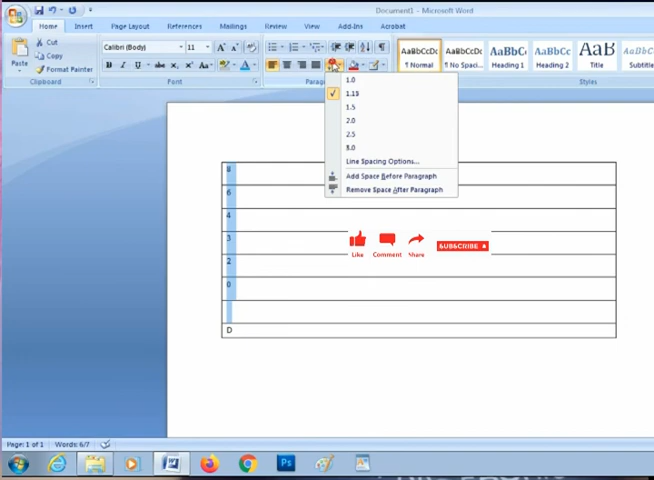 Document1 - Microsoft Word
Home Insert Page Layout References Mailings Review View Add-Ins Acrobat
Paste
Cut
Copy
Format Painter
Clipboard
Calibri (Body) 11
B I U abc x, x Aa A
Font
Paragr
AaBbCcDc
¶ Normal
AaBbCcDc
¶ No Spaci...
AaBbC
Heading 1
AaBbCc
Heading 2
AaB
Title
AaBbCc
Subtitle
Styles
1.0
1.15
1.5
2.0
2.5
3.0
Line Spacing Options...
Add Space Before Paragraph
Remove Space After Paragraph
8
6
4
3
2
0
D
Like Comment Share SUBSCRIBE
Page: 1 of 1 Words: 6/7
Ps